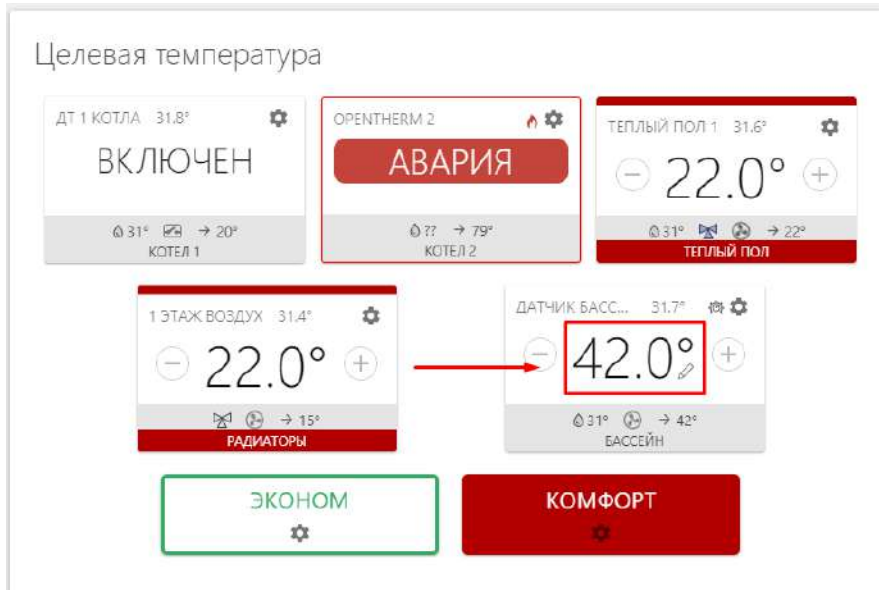 Целевая температура
ДТ 1 КОТЛА 31.8°
ВКЛЮЧЕН
31° → 20°
КОТЕЛ 1
OPENTHERM 2
АВАРИЯ
?? → 79°
КОТЕЛ 2
ТЕПЛЫЙ ПОЛ 1 31.6°
− 22.0° +
31° → 22°
ТЕПЛЫЙ ПОЛ
1 ЭТАЖ ВОЗДУХ 31.4°
− 22.0° +
→ 15°
РАДИАТОРЫ
ДАТЧИК БАСС... 31.7°
− 42.0° +
31° → 42°
БАССЕЙН
ЭКОНОМ
КОМФОРТ